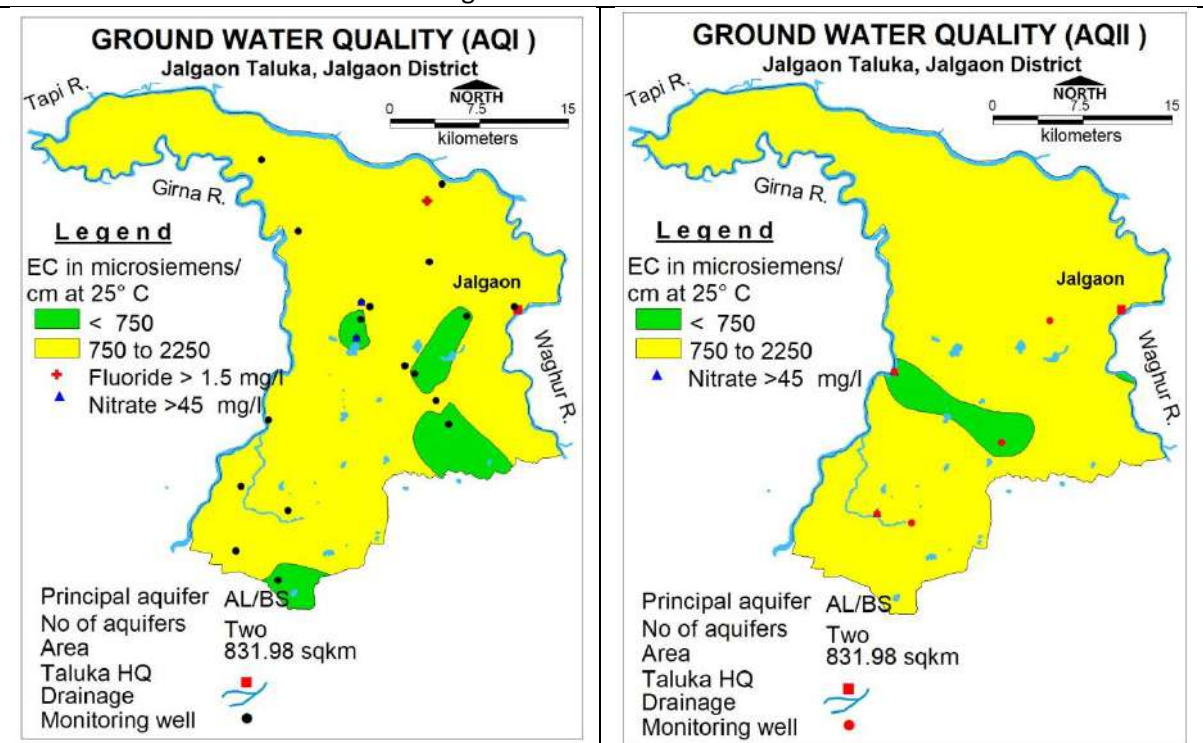 GROUND WATER QUALITY (AQI )
Jalgaon Taluka, Jalgaon District
Tapi R.
NORTH
0 7.5 15
kilometers
Girna R.
Legend
EC in microsiemens/
cm at 25° C
< 750
750 to 2250
Fluoride > 1.5 mg/l
Nitrate >45 mg/l
Jalgaon
Waghur R.
Principal aquifer AL/BS
No of aquifers Two
Area 831.98 sqkm
Taluka HQ
Drainage
Monitoring well
GROUND WATER QUALITY (AQII )
Jalgaon Taluka, Jalgaon District
Tapi R.
NORTH
0 7.5 15
kilometers
Girna R.
Legend
EC in microsiemens/
cm at 25° C
< 750
750 to 2250
Nitrate >45 mg/l
Jalgaon
Waghur R.
Principal aquifer AL/BS
No of aquifers Two
Area 831.98 sqkm
Taluka HQ
Drainage
Monitoring well